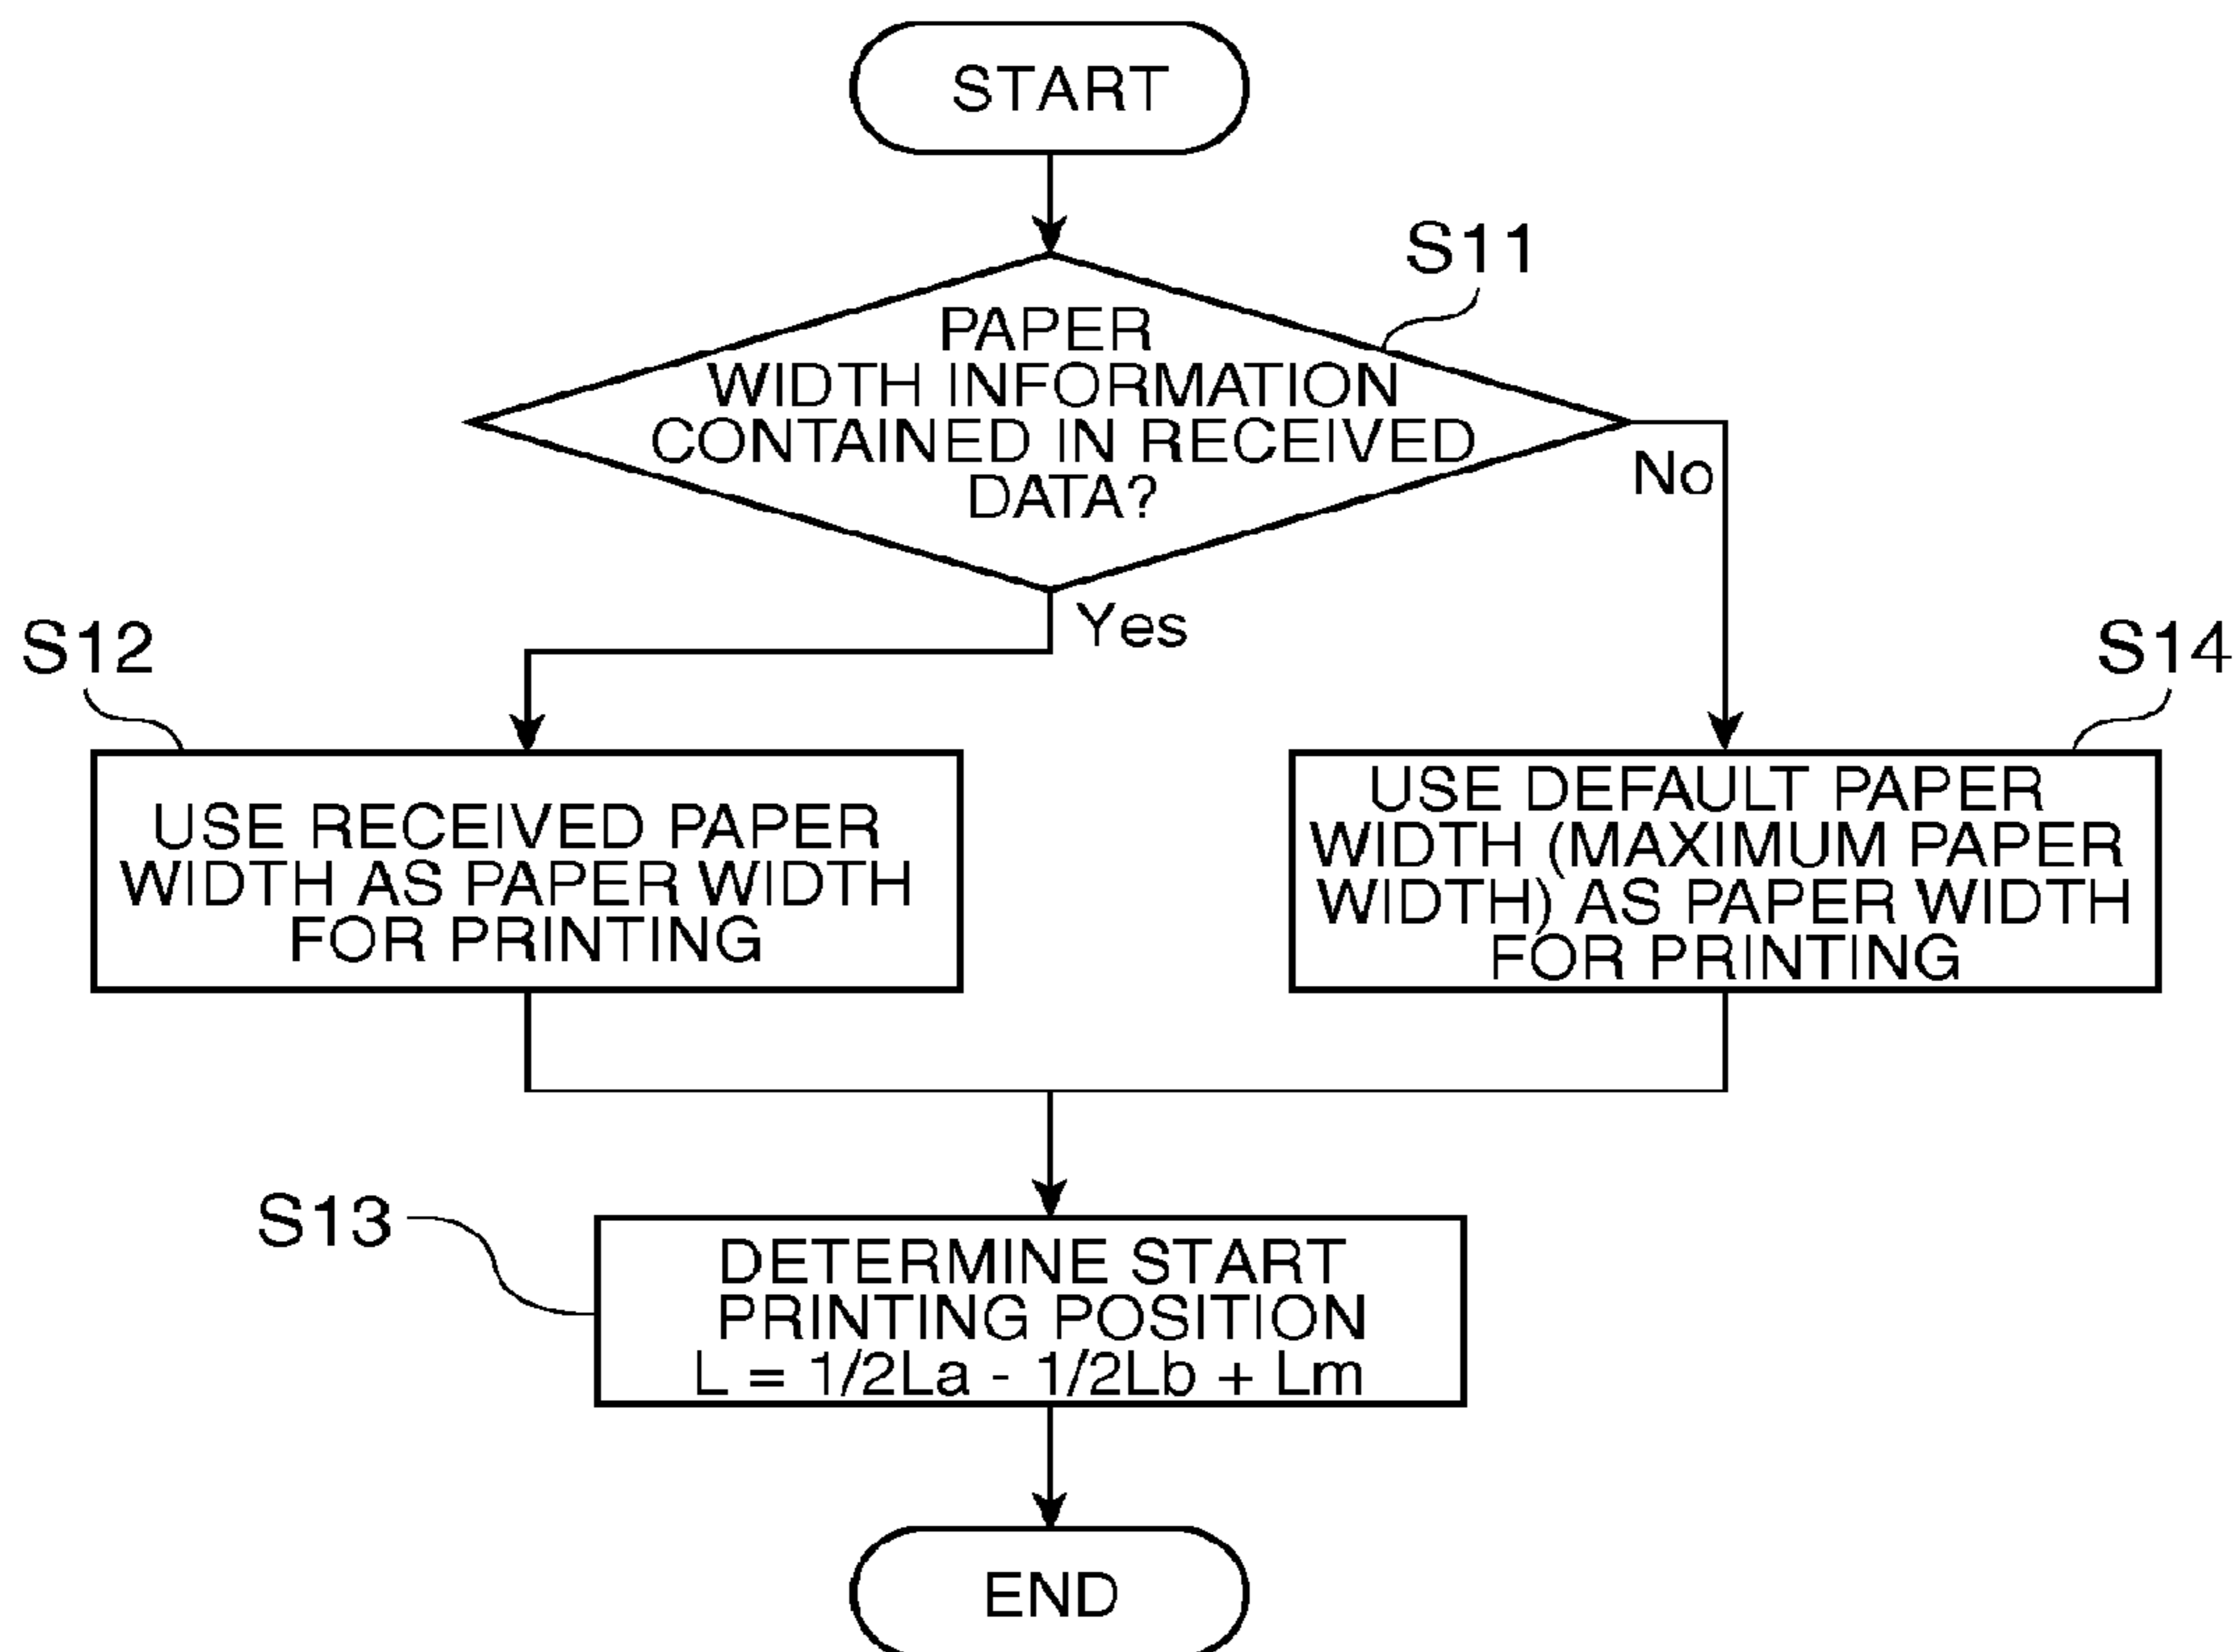 START
S11
PAPER
WIDTH INFORMATION
CONTAINED IN RECEIVED
DATA?
No
Yes
S12
USE RECEIVED PAPER
WIDTH AS PAPER WIDTH
FOR PRINTING
S14
USE DEFAULT PAPER
WIDTH (MAXIMUM PAPER
WIDTH) AS PAPER WIDTH
FOR PRINTING
S13
DETERMINE START
PRINTING POSITION
L = 1/2La - 1/2Lb + Lm
END